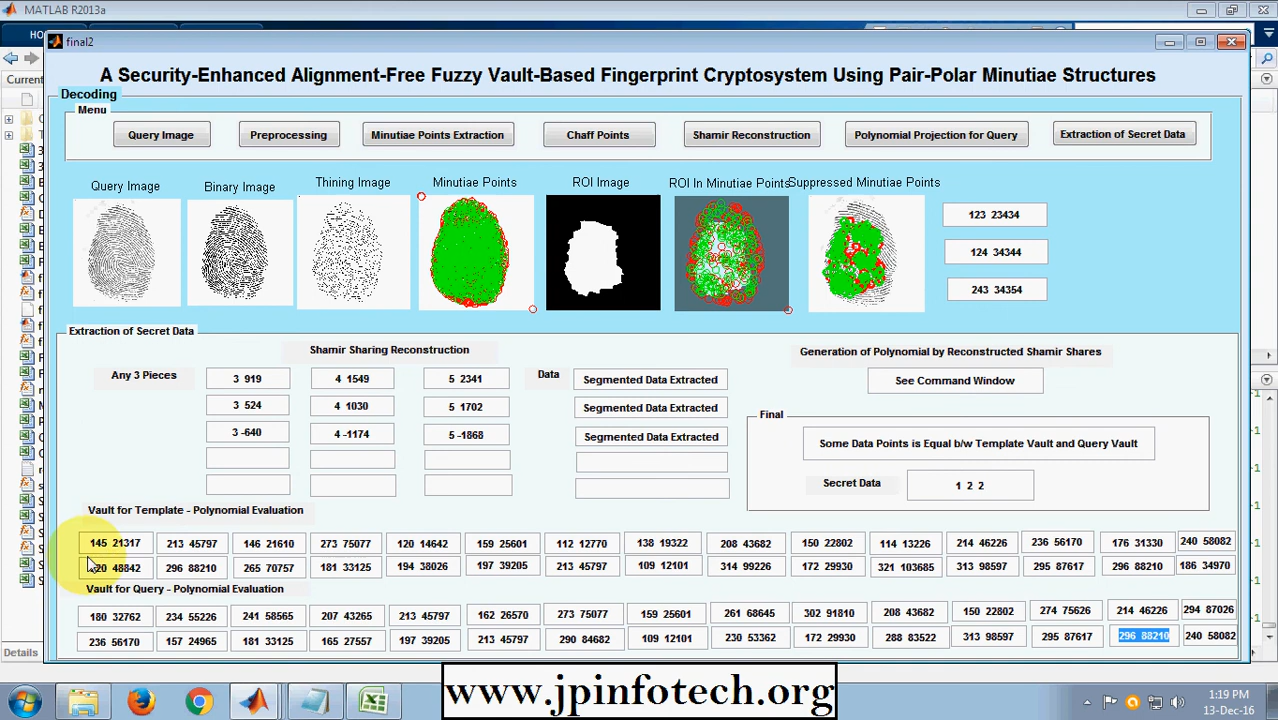 MATLAB R2013a
HO
final2
A Security-Enhanced Alignment-Free Fuzzy Vault-Based Fingerprint Cryptosystem Using Pair-Polar Minutiae Structures
Current
Decoding
Menu
Query Image Preprocessing Minutiae Points Extraction Chaff Points Shamir Reconstruction Polynomial Projection for Query Extraction of Secret Data
Query Image Binary Image Thining Image Minutiae Points ROI Image ROI In Minutiae Points Suppressed Minutiae Points
123 23434
124 34344
243 34354
Extraction of Secret Data
Shamir Sharing Reconstruction Generation of Polynomial by Reconstructed Shamir Shares
Any 3 Pieces 3 919 4 1549 5 2341 Data Segmented Data Extracted See Command Window
3 524 4 1030 5 1702 Segmented Data Extracted
Final
3 -640 4 -1174 5 -1868 Segmented Data Extracted Some Data Points is Equal b/w Template Vault and Query Vault
Secret Data 1 2 2
Vault for Template - Polynomial Evaluation
145 21317 213 45797 146 21610 273 75077 120 14642 159 25601 112 12770 138 19322 208 43682 150 22802 114 13226 214 46226 236 56170 176 31330 240 58082
20 48842 296 88210 265 70757 181 33125 194 38026 197 39205 213 45797 109 12101 314 99226 172 29930 321 103685 313 98597 295 87617 296 88210 186 34970
Vault for Query - Polynomial Evaluation
180 32762 234 55226 241 58565 207 43265 213 45797 162 26570 273 75077 159 25601 261 68645 302 91810 208 43682 150 22802 274 75626 214 46226 294 87026
236 56170 157 24965 181 33125 165 27557 197 39205 213 45797 290 84682 109 12101 230 53362 172 29930 288 83522 313 98597 295 87617 296 88210 240 58082
Details
www.jpinfotech.org
1:19 PM
13-Dec-16